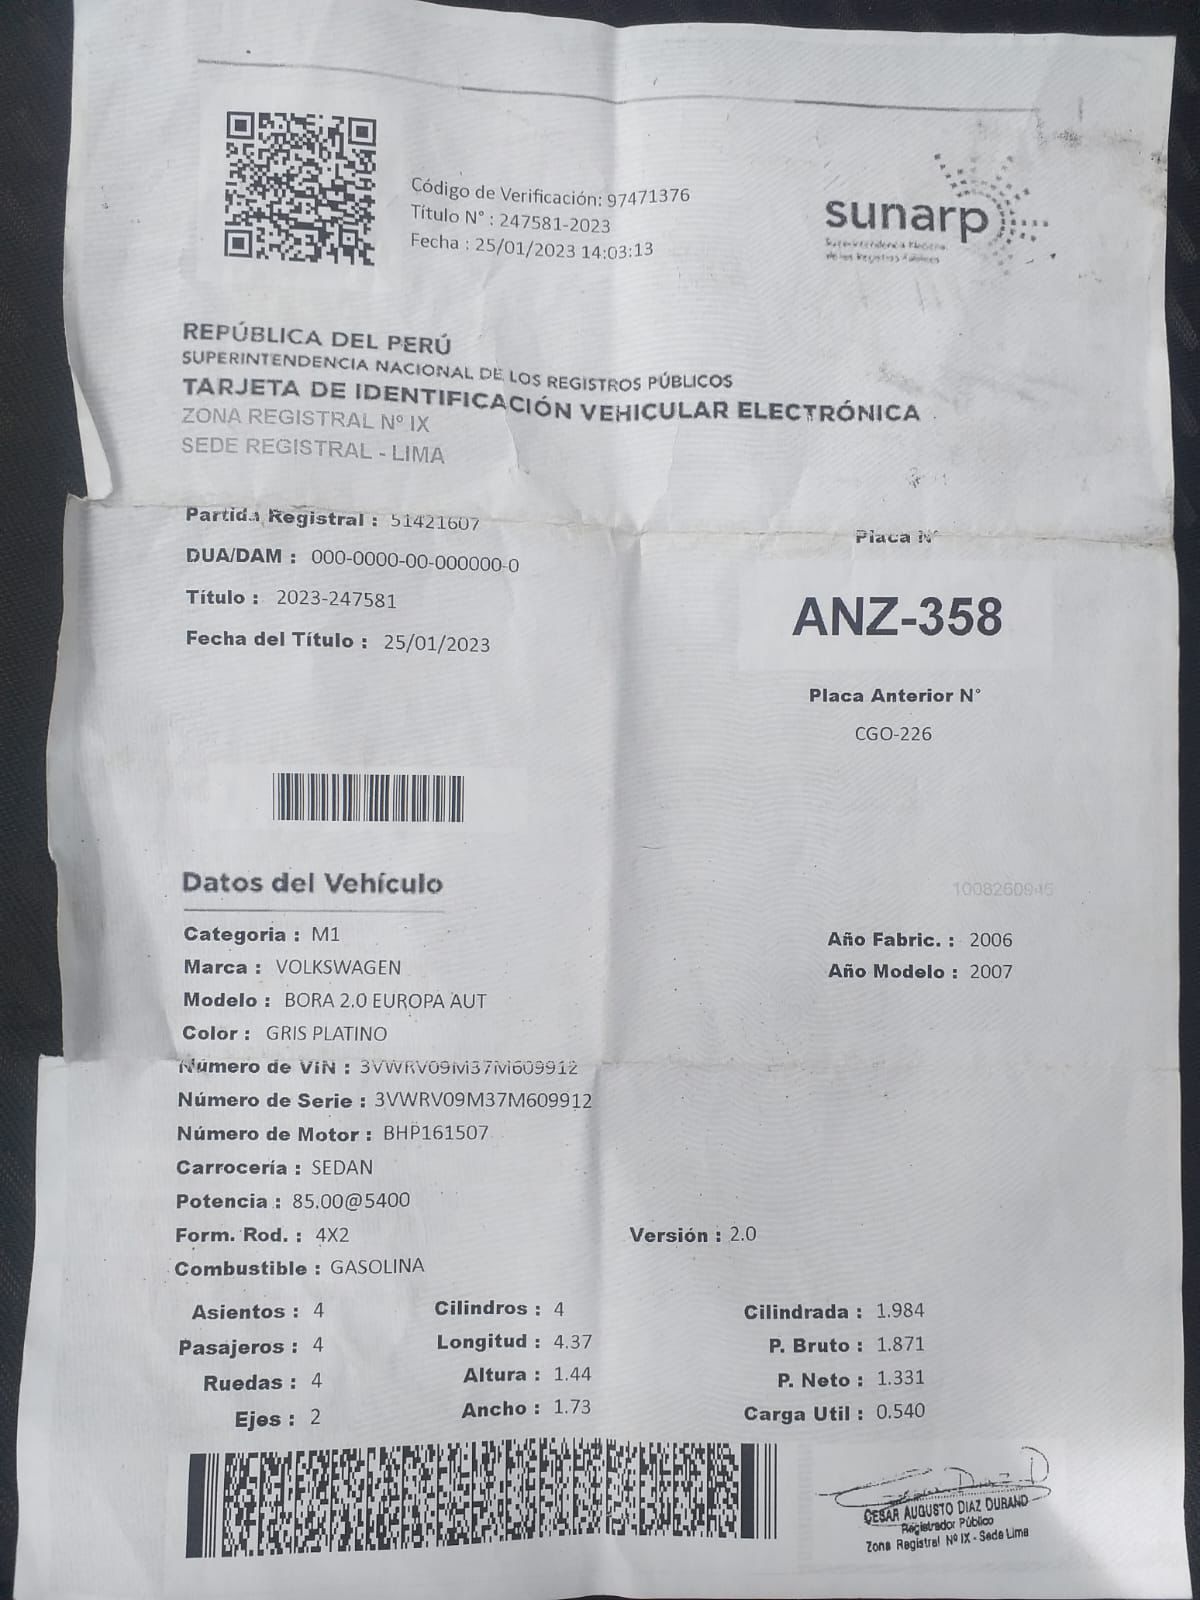 Código de Verificación: 97471376
Título N° : 247581-2023
Fecha : 25/01/2023 14:03:13
sunarp
Superintendencia Nacional
de los Registros Públicos
REPÚBLICA DEL PERÚ
SUPERINTENDENCIA NACIONAL DE LOS REGISTROS PÚBLICOS
TARJETA DE IDENTIFICACIÓN VEHICULAR ELECTRÓNICA
ZONA REGISTRAL Nº IX
SEDE REGISTRAL - LIMA
Partida Registral : 51421607
DUA/DAM : 000-0000-00-000000-0
Título : 2023-247581
Fecha del Título : 25/01/2023
Placa N°
ANZ-358
Placa Anterior N°
CGO-226
Datos del Vehículo
1008260945
Categoria : M1
Marca : VOLKSWAGEN
Modelo : BORA 2.0 EUROPA AUT
Color : GRIS PLATINO
Número de VIN : 3VWRV09M37M609912
Número de Serie : 3VWRV09M37M609912
Número de Motor : BHP161507
Carrocería : SEDAN
Potencia : 85.00@5400
Form. Rod. : 4X2
Combustible : GASOLINA
Año Fabric. : 2006
Año Modelo : 2007
Versión : 2.0
Asientos : 4
Pasajeros : 4
Ruedas : 4
Ejes : 2
Cilindros : 4
Longitud : 4.37
Altura : 1.44
Ancho : 1.73
Cilindrada : 1.984
P. Bruto : 1.871
P. Neto : 1.331
Carga Util : 0.540
CESAR AUGUSTO DIAZ DURAND
Registrador Público
Zona Registral Nº IX - Sede Lima